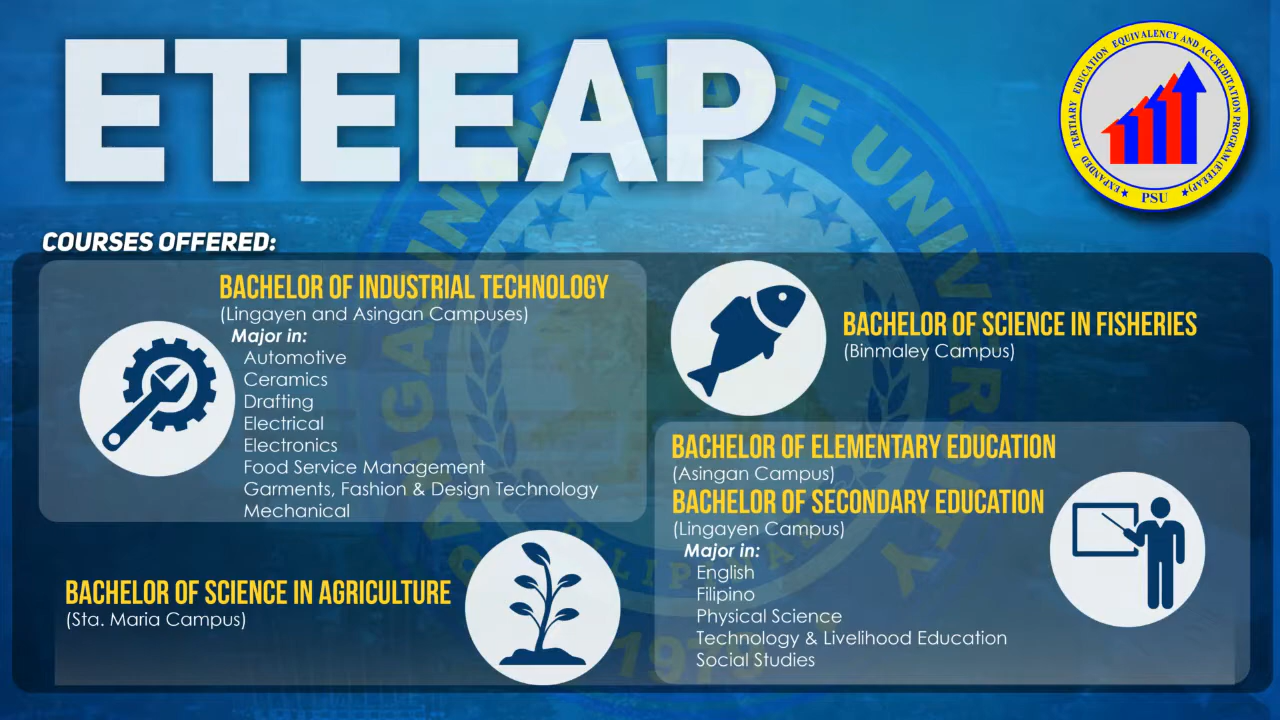 ETEEAP
EXPANDED TERTIARY EDUCATION EQUIVALENCY AND ACCREDITATION PROGRAM (ETEEAP)
PSU
COURSES OFFERED:
BACHELOR OF INDUSTRIAL TECHNOLOGY
(Lingayen and Asingan Campuses)
Major in:
Automotive
Ceramics
Drafting
Electrical
Electronics
Food Service Management
Garments, Fashion & Design Technology
Mechanical
BACHELOR OF SCIENCE IN AGRICULTURE
(Sta. Maria Campus)
BACHELOR OF SCIENCE IN FISHERIES
(Binmaley Campus)
BACHELOR OF ELEMENTARY EDUCATION
(Asingan Campus)
BACHELOR OF SECONDARY EDUCATION
(Lingayen Campus)
Major in:
English
Filipino
Physical Science
Technology & Livelihood Education
Social Studies
PANGASINAN STATE UNIVERSITY